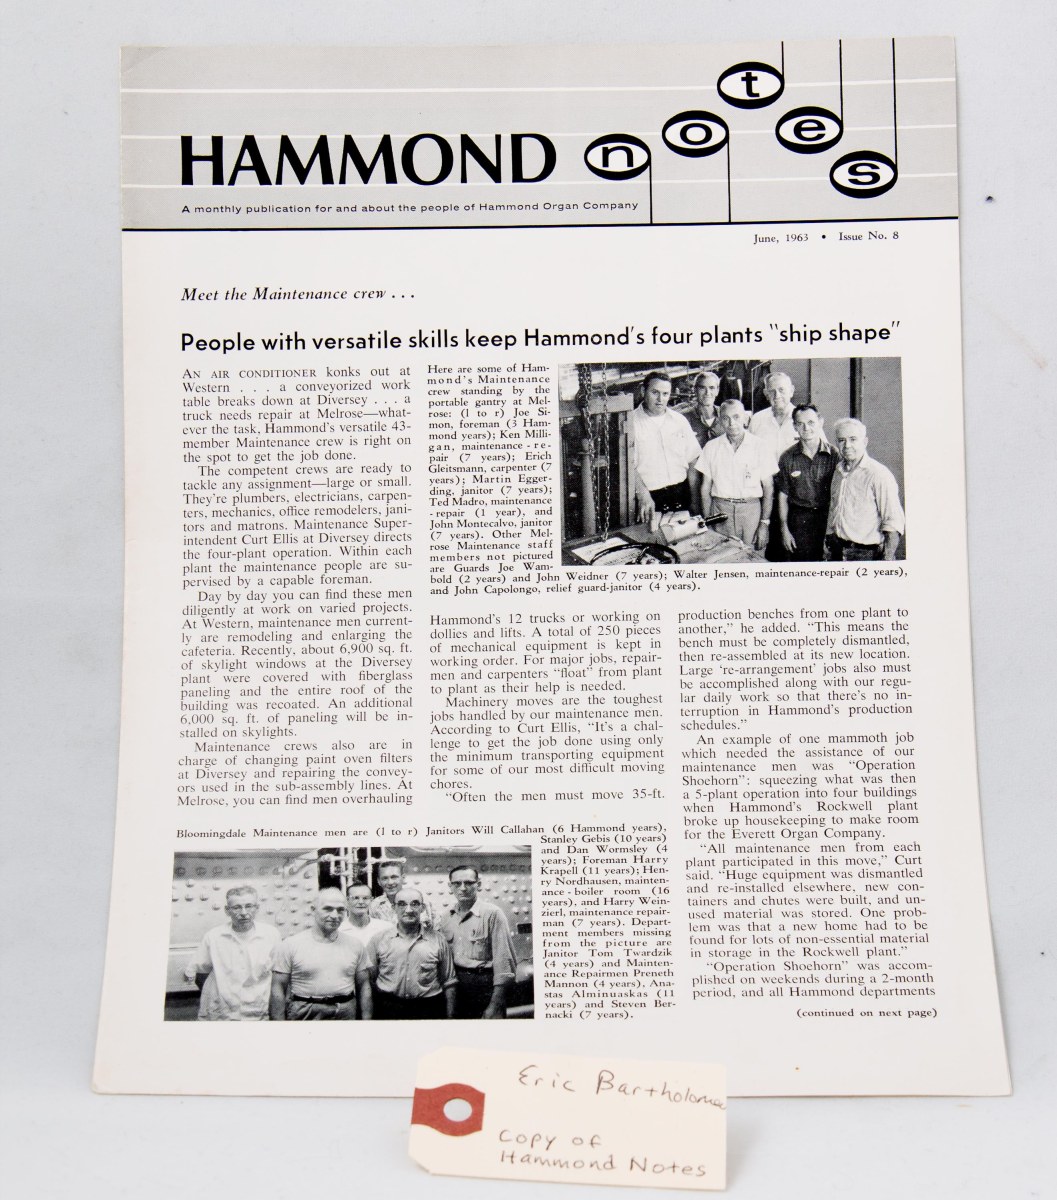 HAMMOND notes
A monthly publication for and about the people of Hammond Organ Company
June, 1963 • Issue No. 8
Meet the Maintenance crew . . .
People with versatile skills keep Hammond's four plants "ship shape"
AN AIR CONDITIONER konks out at
Western . . . a conveyorized work
table breaks down at Diversey . . . a
truck needs repair at Melrose—what-
ever the task, Hammond's versatile 43-
member Maintenance crew is right on
the spot to get the job done.
The competent crews are ready to
tackle any assignment—large or small.
They're plumbers, electricians, carpen-
ters, mechanics, office remodelers, jani-
tors and matrons. Maintenance Super-
intendent Curt Ellis at Diversey directs
the four-plant operation. Within each
plant the maintenance people are su-
pervised by a capable foreman.
Day by day you can find these men
diligently at work on varied projects.
At Western, maintenance men current-
ly are remodeling and enlarging the
cafeteria. Recently, about 6,900 sq. ft.
of skylight windows at the Diversey
plant were covered with fiberglass
paneling and the entire roof of the
building was recoated. An additional
6,000 sq. ft. of paneling will be in-
stalled on skylights.
Maintenance crews also are in
charge of changing paint oven filters
at Diversey and repairing the convey-
ors used in the sub-assembly lines. At
Melrose, you can find men overhauling
Here are some of Ham-
mond's Maintenance
crew standing by the
portable gantry at Mel-
rose: (l to r) Joe Si-
mon, foreman (3 Ham-
mond years); Ken Milli-
gan, maintenance - re-
pair (7 years); Erich
Gleitsmann, carpenter (7
years); Martin Egger-
ding, janitor (7 years);
Ted Madro, maintenance
- repair (1 year), and
John Montecalvo, janitor
(7 years). Other Mel-
rose Maintenance staff
members not pictured
are Guards Joe Wam-
bold (2 years) and John Weidner (7 years); Walter Jensen, maintenance-repair (2 years),
and John Capolongo, relief guard-janitor (4 years).
Hammond's 12 trucks or working on
dollies and lifts. A total of 250 pieces
of mechanical equipment is kept in
working order. For major jobs, repair-
men and carpenters "float" from plant
to plant as their help is needed.
Machinery moves are the toughest
jobs handled by our maintenance men.
According to Curt Ellis, "It's a chal-
lenge to get the job done using only
the minimum transporting equipment
for some of our most difficult moving
chores.
"Often the men must move 35-ft.
production benches from one plant to
another," he added. "This means the
bench must be completely dismantled,
then re-assembled at its new location.
Large 're-arrangement' jobs also must
be accomplished along with our regu-
lar daily work so that there's no in-
terruption in Hammond's production
schedules."
An example of one mammoth job
which needed the assistance of our
maintenance men was "Operation
Shoehorn": squeezing what was then
a 5-plant operation into four buildings
when Hammond's Rockwell plant
broke up housekeeping to make room
for the Everett Organ Company.
"All maintenance men from each
plant participated in this move," Curt
said. "Huge equipment was dismantled
and re-installed elsewhere, new con-
tainers and chutes were built, and un-
used material was stored. One prob-
lem was that a new home had to be
found for lots of non-essential material
in storage in the Rockwell plant."
"Operation Shoehorn" was accom-
plished on weekends during a 2-month
period, and all Hammond departments
(continued on next page)
Bloomingdale Maintenance men are (l to r) Janitors Will Callahan (6 Hammond years),
Stanley Gebis (10 years)
and Dan Wormsley (4
years); Foreman Harry
Krapell (11 years); Hen-
ry Nordhausen, mainten-
ance - boiler room (16
years), and Harry Wein-
zierl, maintenance repair-
man (7 years). Depart-
ment members missing
from the picture are
Janitor Tom Twardzik
(4 years) and Mainten-
ance Repairmen Preneth
Mannon (4 years), Ana-
stas Alminuaskas (11
years) and Steven Ber-
nacki (7 years).
Eric Bartholomew
Copy of
Hammond Notes